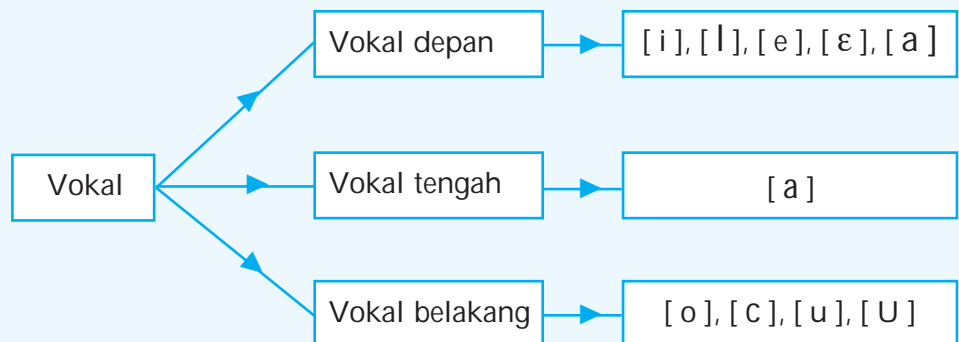 Vokal
Vokal depan
[i], [I], [e], [ɛ], [a]
Vokal tengah
[a]
Vokal belakang
[o], [C], [u], [U]